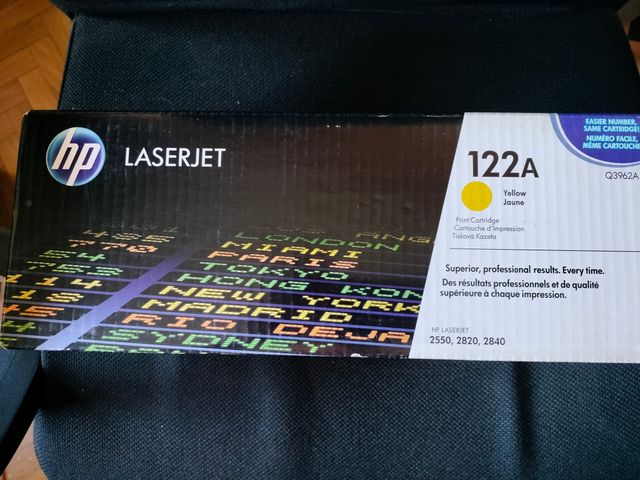 hp
LASERJET
122A
Yellow
Jaune
Print Cartridge
Cartouche d'Impression
Tisková Kazeta
EASIER NUMBER,
SAME CARTRIDGE!
NUMÉRO FACILE,
MÊME CARTOUCHE
Q3962A
Superior, professional results. Every time.
Des résultats professionnels et de qualité
supérieure à chaque impression.
HP LASERJET
2550, 2820, 2840
LONDON
MIAMI
PARIS
TOKYO
HONG KON
NEW YORK
MADRID
RIO DEJA
SYDNEY